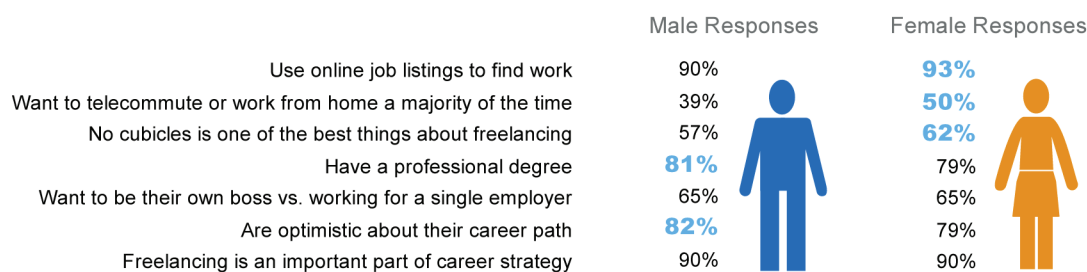 Male Responses Female Responses
Use online job listings to find work 90% 93%
Want to telecommute or work from home a majority of the time 39% 50%
No cubicles is one of the best things about freelancing 57% 62%
Have a professional degree 81% 79%
Want to be their own boss vs. working for a single employer 65% 65%
Are optimistic about their career path 82% 79%
Freelancing is an important part of career strategy 90% 90%